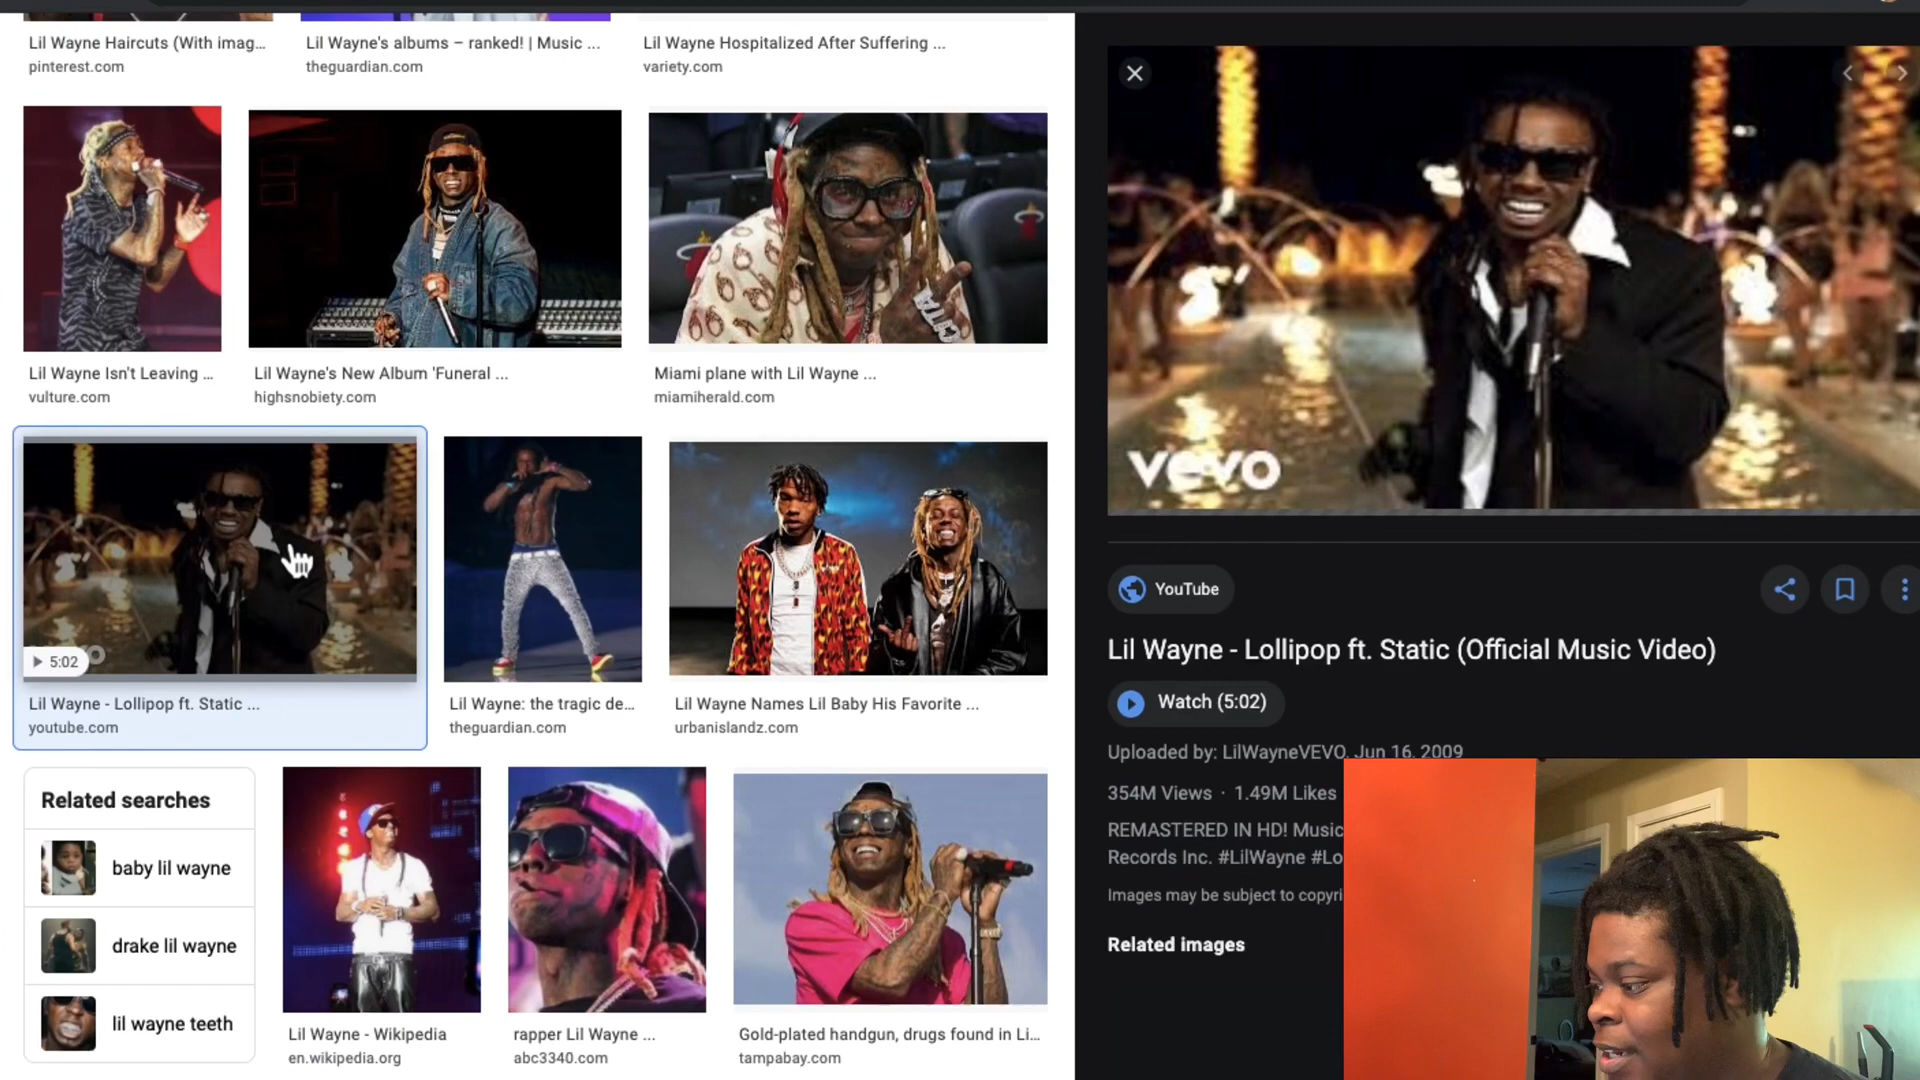 Lil Wayne Haircuts (With imag...
pinterest.com
Lil Wayne's albums – ranked! | Music ...
theguardian.com
Lil Wayne Hospitalized After Suffering ...
variety.com
Lil Wayne Isn't Leaving ...
vulture.com
Lil Wayne's New Album 'Funeral ...
highsnobiety.com
Miami plane with Lil Wayne ...
miamiherald.com
5:02
Lil Wayne - Lollipop ft. Static ...
youtube.com
Lil Wayne: the tragic de...
theguardian.com
Lil Wayne Names Lil Baby His Favorite ...
urbanislandz.com
Related searches
baby lil wayne
drake lil wayne
lil wayne teeth
Lil Wayne - Wikipedia
en.wikipedia.org
rapper Lil Wayne ...
abc3340.com
Gold-plated handgun, drugs found in Li...
tampabay.com
vevo
YouTube
Lil Wayne - Lollipop ft. Static (Official Music Video)
Watch (5:02)
Uploaded by: LilWayneVEVO, Jun 16, 2009
354M Views · 1.49M Likes
REMASTERED IN HD! Music
Records Inc. #LilWayne #Lo
Images may be subject to copyri
Related images